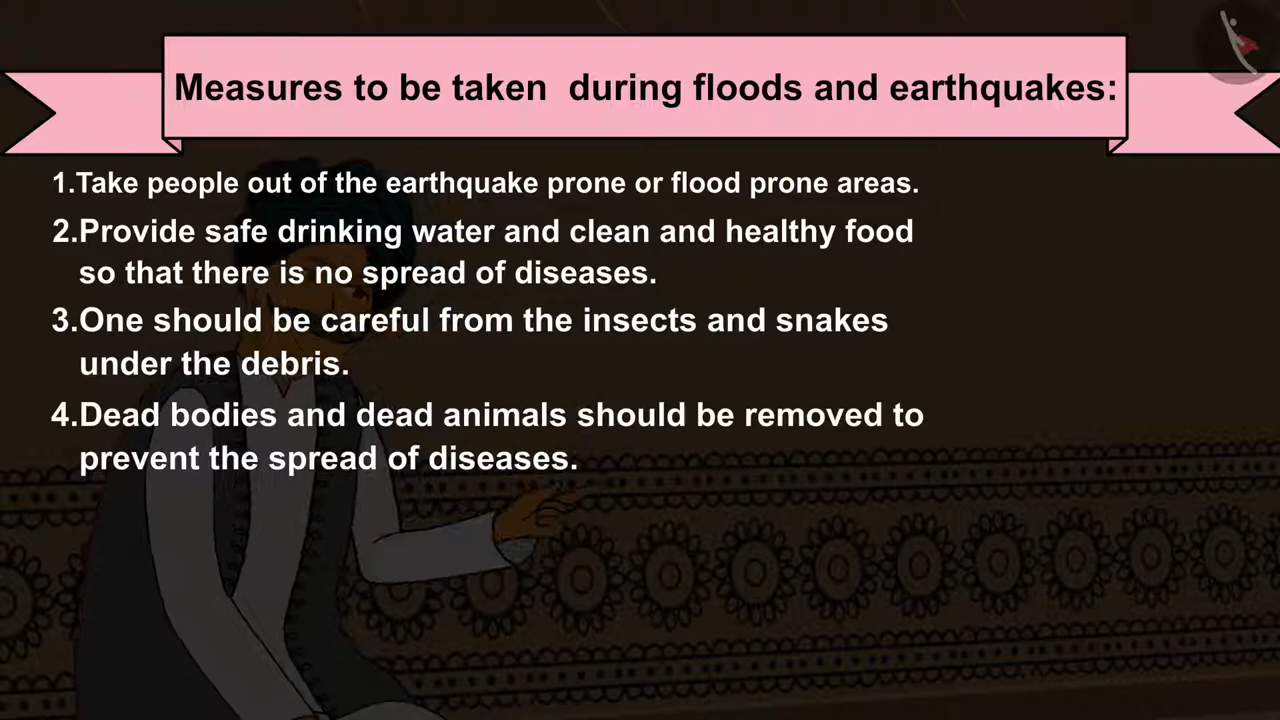 Measures to be taken  during floods and earthquakes:
1.Take people out of the earthquake prone or flood prone areas.
2.Provide safe drinking water and clean and healthy food
so that there is no spread of diseases.
3.One should be careful from the insects and snakes
under the debris.
4.Dead bodies and dead animals should be removed to
prevent the spread of diseases.